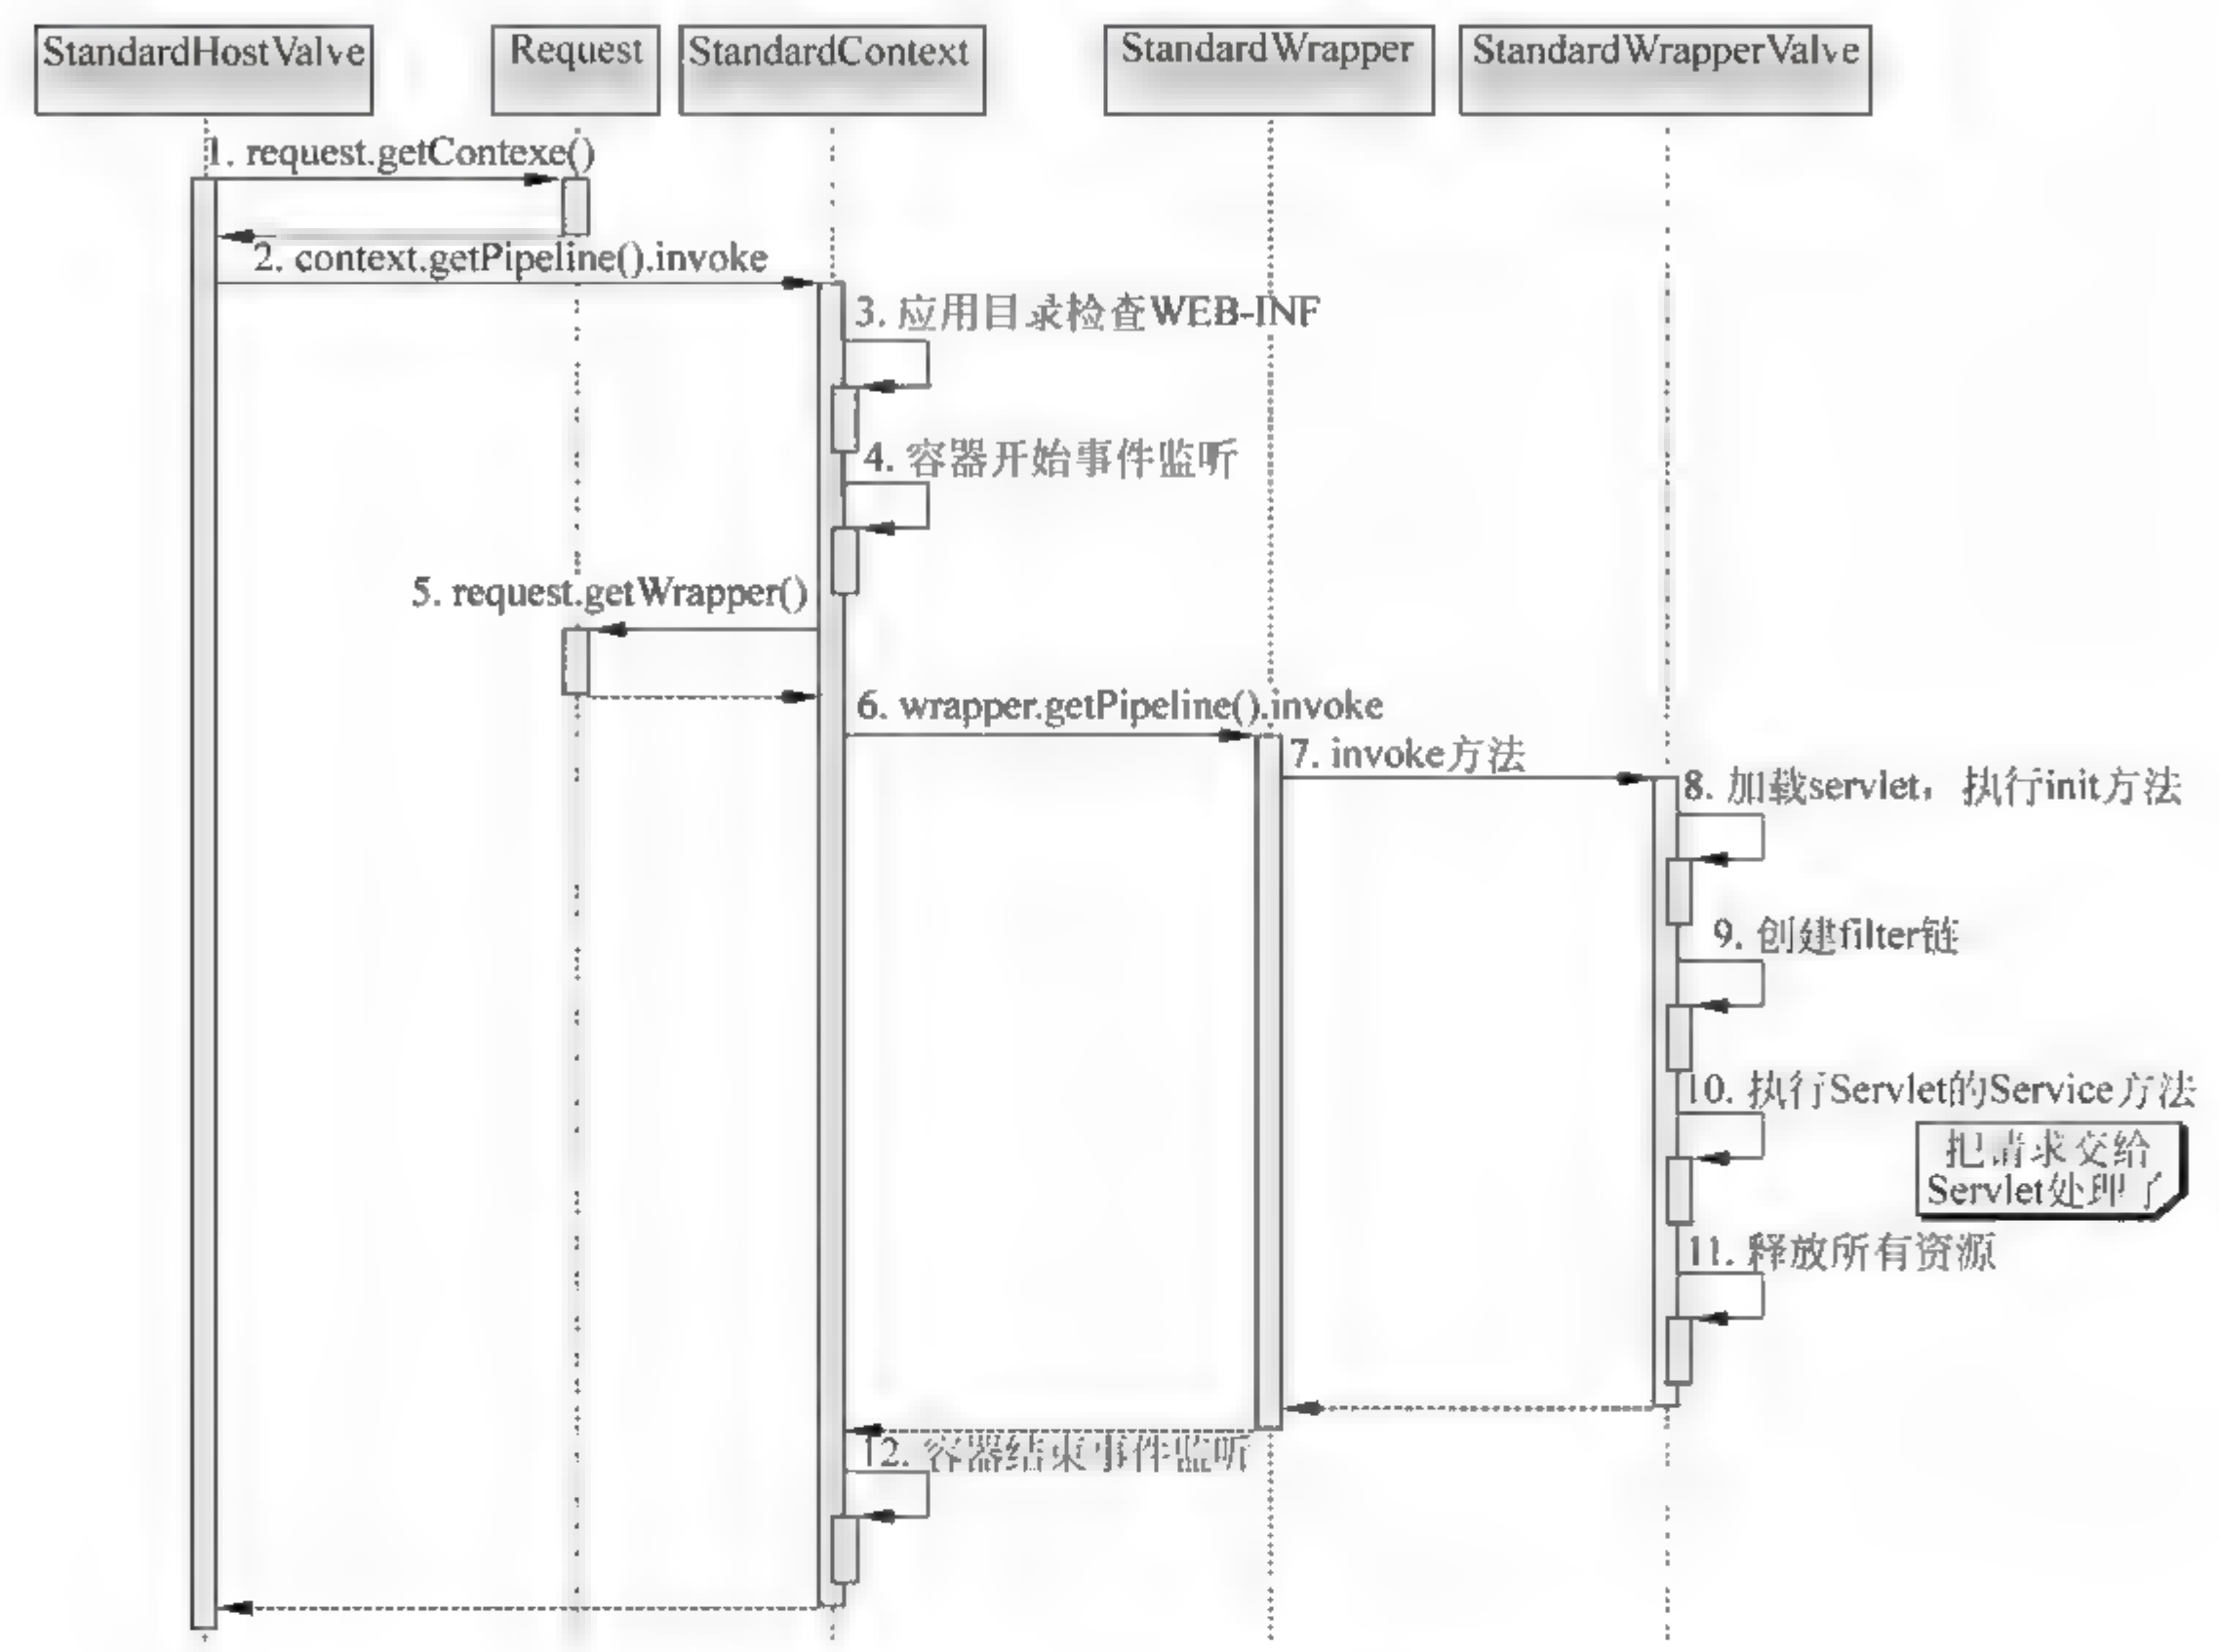 StandardHostValve
Request
StandardContext
StandardWrapper
StandardWrapperValve
1. request.getContexe()
2. context.getPipeline().invoke
3. 应用目录检查WEB-INF
4. 容器开始事件监听
5. request.getWrapper()
6. wrapper.getPipeline().invoke
7. invoke方法
8. 加载servlet，执行init方法
9. 创建filter链
10. 执行Servlet的Service方法
把请求交给
Servlet处理了
11. 释放所有资源
12. 容器结束事件监听